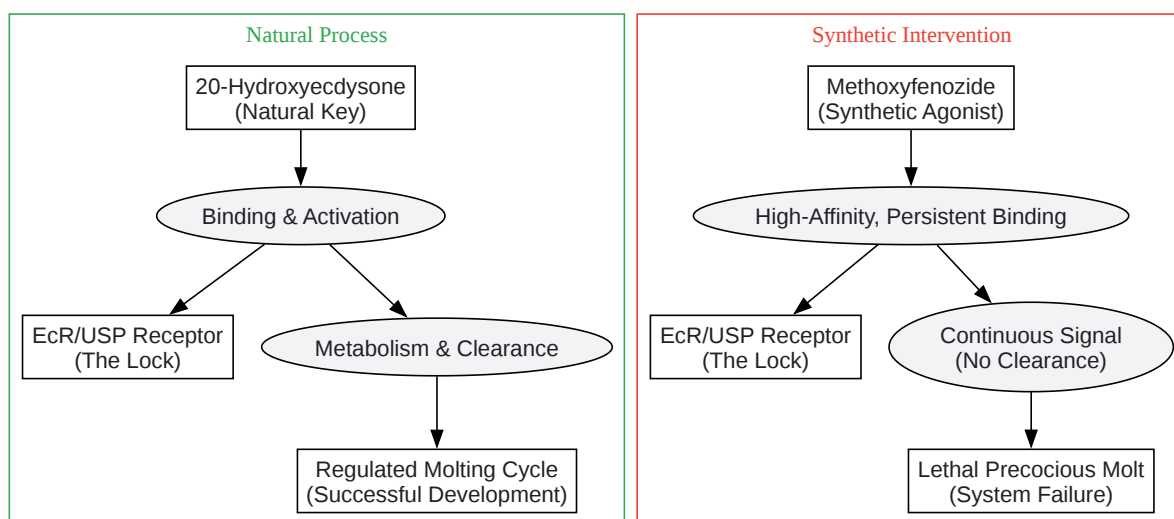 Natural Process
20-Hydroxyecdysone
(Natural Key)
Binding & Activation
EcR/USP Receptor
(The Lock)
Metabolism & Clearance
Regulated Molting Cycle
(Successful Development)
Synthetic Intervention
Methoxyfenozide
(Synthetic Agonist)
High-Affinity, Persistent Binding
EcR/USP Receptor
(The Lock)
Continuous Signal
(No Clearance)
Lethal Precocious Molt
(System Failure)